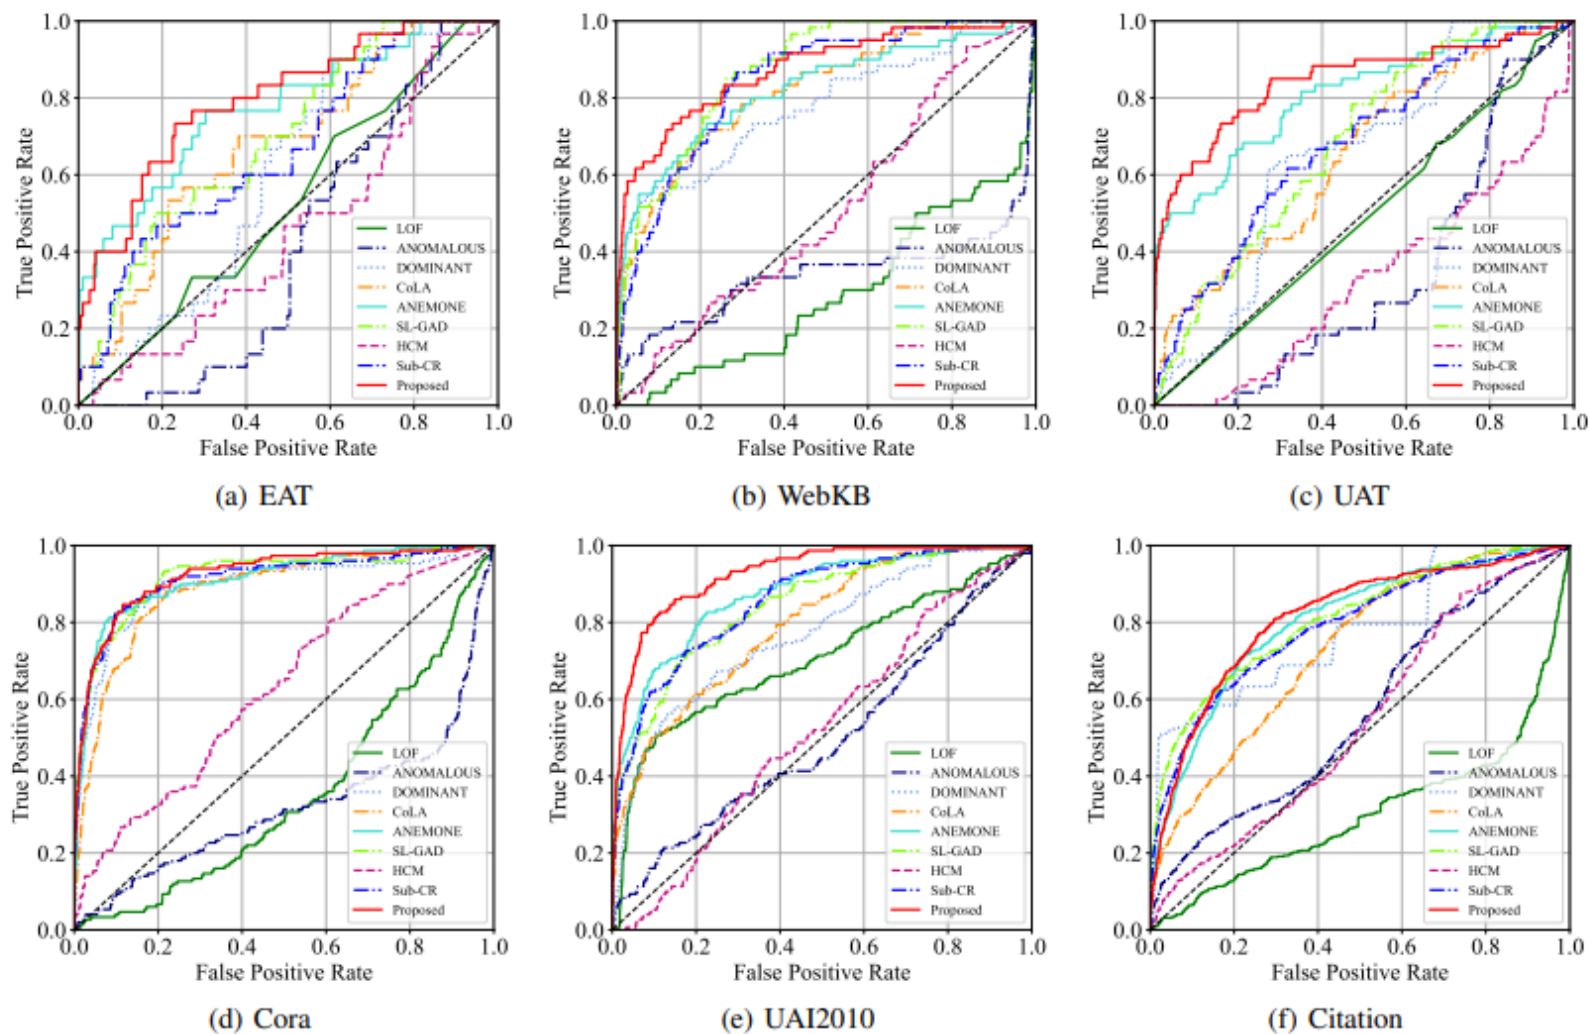 True Positive Rate
1.0
0.8
0.6
0.4
0.2
0.0
LOF
ANOMALOUS
DOMINANT
CoLA
ANEMONE
SL-GAD
HCM
Sub-CR
Proposed
0.0 0.2 0.4 0.6 0.8 1.0
False Positive Rate
(a) EAT
True Positive Rate
1.0
0.8
0.6
0.4
0.2
0.0
LOF
ANOMALOUS
DOMINANT
CoLA
ANEMONE
SL-GAD
HCM
Sub-CR
Proposed
0.0 0.2 0.4 0.6 0.8 1.0
False Positive Rate
(b) WebKB
True Positive Rate
1.0
0.8
0.6
0.4
0.2
0.0
LOF
ANOMALOUS
DOMINANT
CoLA
ANEMONE
SL-GAD
HCM
Sub-CR
Proposed
0.0 0.2 0.4 0.6 0.8 1.0
False Positive Rate
(c) UAT
True Positive Rate
1.0
0.8
0.6
0.4
0.2
0.0
LOF
ANOMALOUS
DOMINANT
CoLA
ANEMONE
SL-GAD
HCM
Sub-CR
Proposed
0.0 0.2 0.4 0.6 0.8 1.0
False Positive Rate
(d) Cora
True Positive Rate
1.0
0.8
0.6
0.4
0.2
0.0
LOF
ANOMALOUS
DOMINANT
CoLA
ANEMONE
SL-GAD
HCM
Sub-CR
Proposed
0.0 0.2 0.4 0.6 0.8 1.0
False Positive Rate
(e) UAI2010
True Positive Rate
1.0
0.8
0.6
0.4
0.2
0.0
LOF
ANOMALOUS
DOMINANT
CoLA
ANEMONE
SL-GAD
HCM
Sub-CR
Proposed
0.0 0.2 0.4 0.6 0.8 1.0
False Positive Rate
(f) Citation